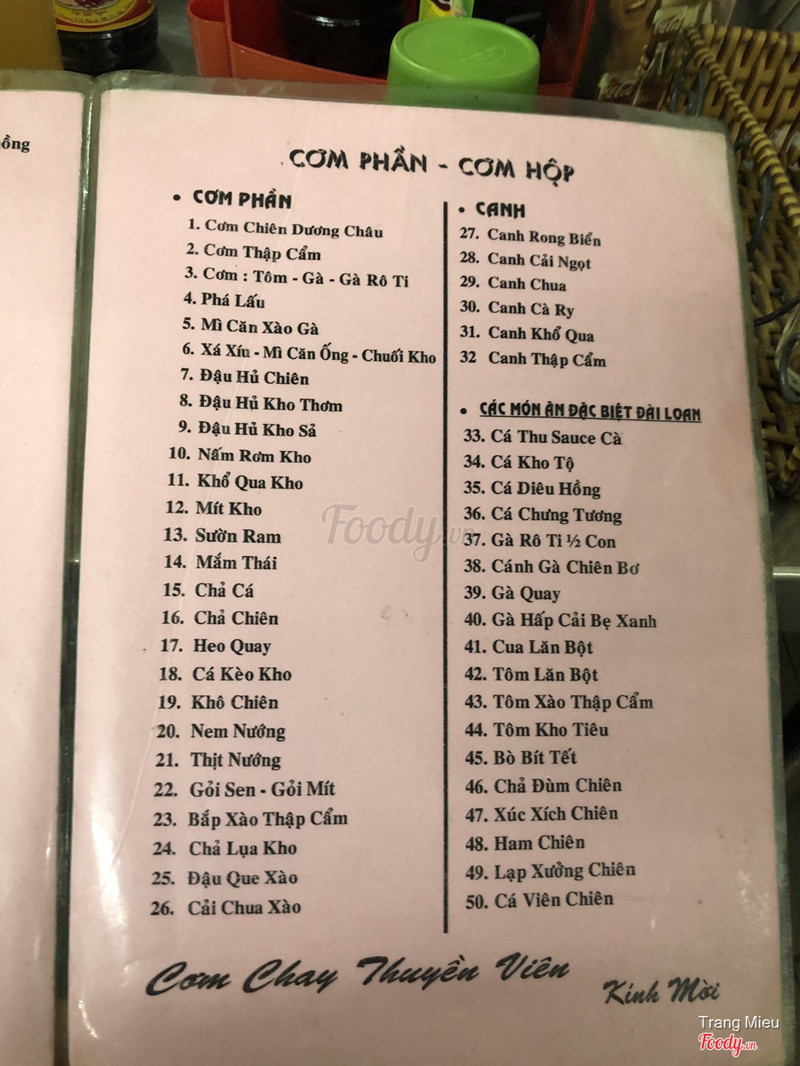 ồng
CƠM PHẦN - CƠM HỘP
• CƠM PHẦN
1. Cơm Chiên Dương Châu
2. Cơm Thập Cẩm
3. Cơm : Tôm - Gà - Gà Rô Ti
4. Phá Lấu
5. Mì Căn Xào Gà
6. Xá Xíu - Mì Căn Ống - Chuối Kho
7. Đậu Hủ Chiên
8. Đậu Hủ Kho Thơm
9. Đậu Hủ Kho Sả
10. Nấm Rơm Kho
11. Khổ Qua Kho
12. Mít Kho
13. Sườn Ram
14. Mắm Thái
15. Chả Cá
16. Chả Chiên
17. Heo Quay
18. Cá Kèo Kho
19. Khô Chiên
20. Nem Nướng
21. Thịt Nướng
22. Gỏi Sen - Gỏi Mít
23. Bắp Xào Thập Cẩm
24. Chả Lụa Kho
25. Đậu Que Xào
26. Cải Chua Xào
• CANH
27. Canh Rong Biển
28. Canh Cải Ngọt
29. Canh Chua
30. Canh Cà Ry
31. Canh Khổ Qua
32 Canh Thập Cẩm
• CÁC MÓN ĂN ĐẶC BIỆT ĐÀI LOAN
33. Cá Thu Sauce Cà
34. Cá Kho Tộ
35. Cá Diêu Hồng
36. Cá Chưng Tương
37. Gà Rô Ti ½ Con
38. Cánh Gà Chiên Bơ
39. Gà Quay
40. Gà Hấp Cải Bẹ Xanh
41. Cua Lăn Bột
42. Tôm Lăn Bột
43. Tôm Xào Thập Cẩm
44. Tôm Kho Tiêu
45. Bò Bít Tết
46. Chả Đùm Chiên
47. Xúc Xích Chiên
48. Ham Chiên
49. Lạp Xưởng Chiên
50. Cá Viên Chiên
Cơm Chay Thuyền Viên
Kính Mời
Foody.vn
Trang Mieu
Foody.vn